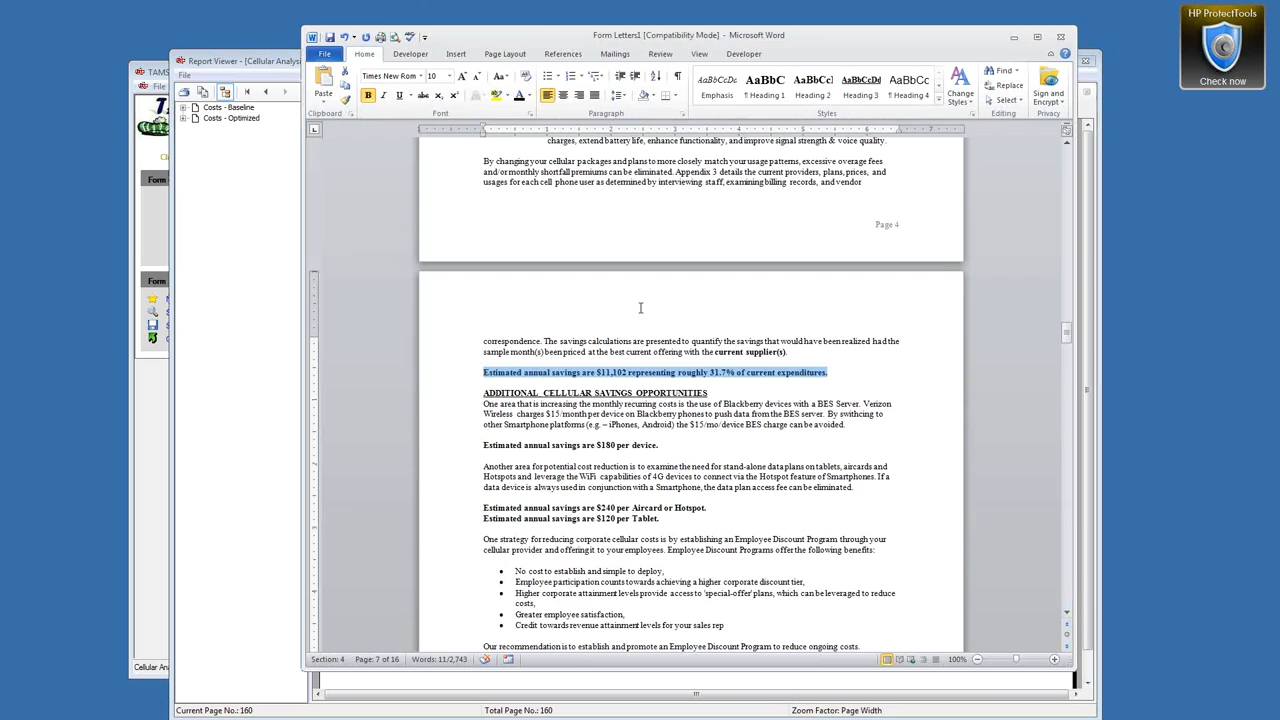 HP ProtectTools
Check now
Form Letters1 [Compatibility Mode] - Microsoft Word
File
Home
Developer
Insert
Page Layout
References
Mailings
Review
View
Developer
Report Viewer - [Cellular Analysis
File
Costs - Baseline
Costs - Optimized
TAMS
File
Form
Form
Cellular Ana
Paste
Clipboard
Times New Rom
10
Font
Paragraph
AaBbCcDc
Emphasis
AaBbC
¶ Heading 1
AaBbCc]
¶ Heading 2
AaBbCcDc
¶ Heading 3
AaBbCc
¶ Heading 4
Change
Styles
Styles
Find
Replace
Select
Editing
Sign and
Encrypt
Privacy
charges, extend battery life, enhance functionality, and improve signal strength & voice quality.
By changing your cellular packages and plans to more closely match your usage patterns, excessive overage fees
and/or monthly shortfall premiums can be eliminated. Appendix 3 details the current providers, plans, prices, and
usages for each cell phone user as determined by interviewing staff, examining billing records, and vendor
Page 4
correspondence. The savings calculations are presented to quantify the savings that would have been realized had the
sample month(s) been priced at the best current offering with the current supplier(s).
Estimated annual savings are $11,102 representing roughly 31.7% of current expenditures.
ADDITIONAL CELLULAR SAVINGS OPPORTUNITIES
One area that is increasing the monthly recurring costs is the use of Blackberry devices with a BES Server. Verizon
Wireless charges $15/month per device on Blackberry phones to push data from the BES server. By swithcing to
other Smartphone platforms (e.g. – iPhones, Android) the $15/mo/device BES charge can be avoided.
Estimated annual savings are $180 per device.
Another area for potential cost reduction is to examine the need for stand-alone data plans on tablets, aircards and
Hotspots and leverage the WiFi capabilities of 4G devices to connect via the Hotspot feature of Smartphones. If a
data device is always used in conjunction with a Smartphone, the data plan access fee can be eliminated.
Estimated annual savings are $240 per Aircard or Hotspot.
Estimated annual savings are $120 per Tablet.
One strategy for reducing corporate cellular costs is by establishing an Employee Discount Program through your
cellular provider and offering it to your employees. Employee Discount Programs offer the following benefits:
• No cost to establish and simple to deploy,
• Employee participation counts towards achieving a higher corporate discount tier,
• Higher corporate attainment levels provide access to 'special-offer' plans, which can be leveraged to reduce
costs,
• Greater employee satisfaction,
• Credit towards revenue attainment levels for your sales rep
Our recommendation is to establish and promote an Employee Discount Program to reduce ongoing costs.
Section: 4
Page: 7 of 16
Words: 11/2,743
100%
Current Page No.: 160
Total Page No.: 160
Zoom Factor: Page Width